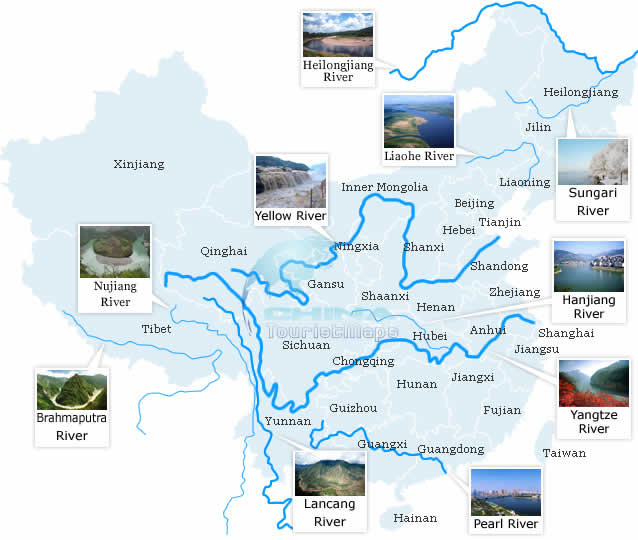 Heilongjiang
River
Heilongjiang
Jilin
Liaohe River
Liaoning
Sungari
River
Xinjiang
Inner Mongolia
Beijing
Tianjin
Hebei
Yellow River
Ningxia
Shanxi
Qinghai
Shandong
Gansu
Nujiang
River
Shaanxi
Henan
Zhejiang
Hanjiang
River
CHINA
TouristMaps
Tibet
Sichuan
Hubei
Anhui
Shanghai
Jiangsu
Chongqing
Jiangxi
Hunan
Brahmaputra
River
Yangtze
River
Guizhou
Fujian
Yunnan
Guangxi
Guangdong
Taiwan
Lancang
River
Pearl River
Hainan